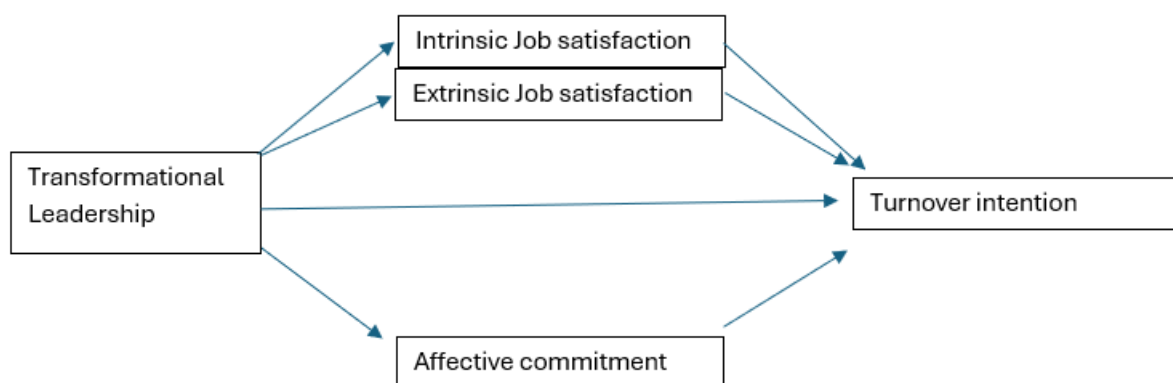 Intrinsic Job satisfaction
Extrinsic Job satisfaction
Transformational
Leadership
Turnover intention
Affective commitment